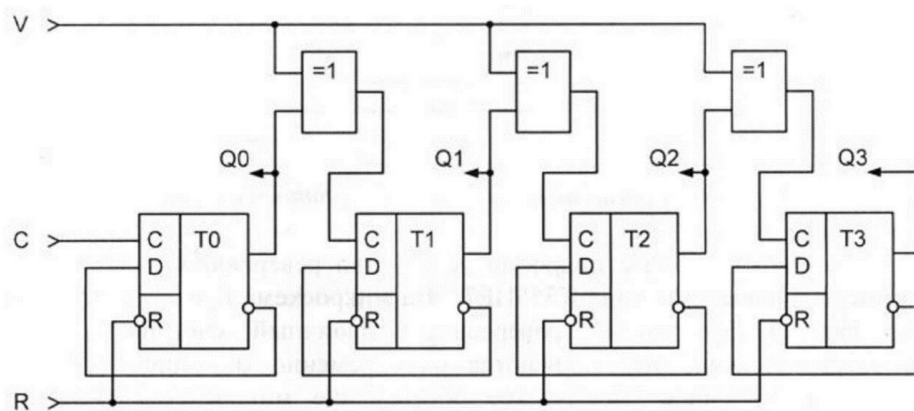 V
=1 =1 =1
Q0 Q1 Q2 Q3
C C T0 C T1 C T2 C T3
D D D D
R R R R
R